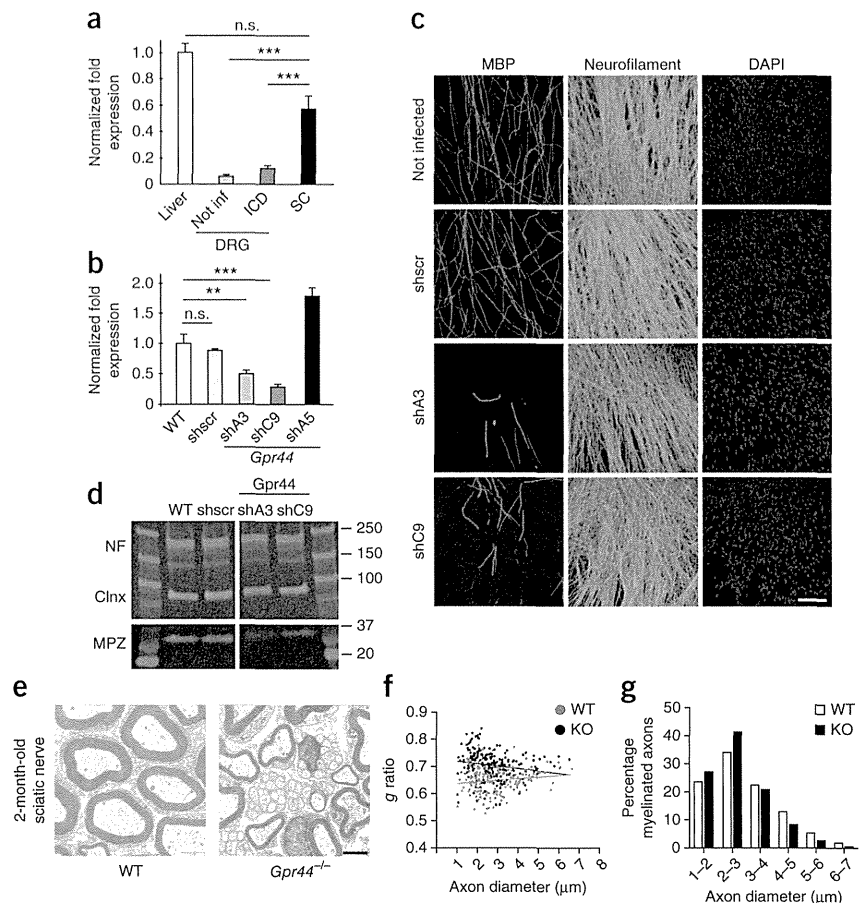 a
n.s.
***
***
Normalized fold
expression
1.0
0.8
0.6
0.4
0.2
0
Liver
Not inf
ICD
SC
DRG
b
***
**
n.s.
Normalized fold
expression
2.0
1.5
1.0
0.5
0
WT
shscr
shA3
shC9
shA5
Gpr44
c
MBP
Neurofilament
DAPI
Not infected
shscr
shA3
shC9
d
Gpr44
WT shscr shA3 shC9
NF
Clnx
MPZ
250
150
100
37
20
e
2-month-old
sciatic nerve
WT
Gpr44–/–
f
WT
KO
g ratio
0.9
0.8
0.7
0.6
0.5
0.4
1 2 3 4 5 6 7 8
Axon diameter (µm)
g
WT
KO
Percentage
myelinated axons
50
40
30
20
10
0
1–2
2–3
3–4
4–5
5–6
6–7
Axon diameter (µm)